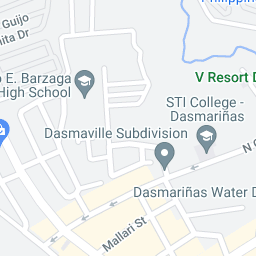 Guijo
ita Dr
o E. Barzaga
High School
V Resort D
STI College -
Dasmariñas
Dasmaville Subdivision
N G
Dasmariñas Water D
Mallari St